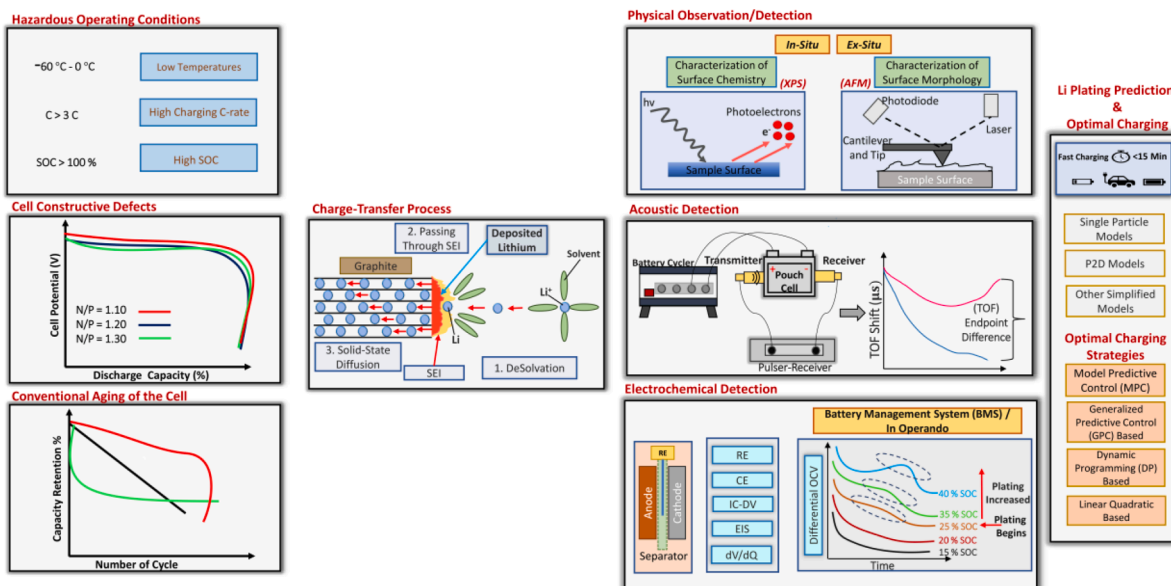 Hazardous Operating Conditions
-60 °C - 0 °C
Low Temperatures
C > 3 C
High Charging C-rate
SOC > 100 %
High SOC
Cell Constructive Defects
Cell Potential (V)
N/P = 1.10
N/P = 1.20
N/P = 1.30
Discharge Capacity (%)
Conventional Aging of the Cell
Capacity Retention %
Number of Cycle
Charge-Transfer Process
2. Passing
Through SEI
Deposited
Lithium
Solvent
Graphite
Li⁺
Li
3. Solid-State
Diffusion
SEI
1. DeSolvation
Physical Observation/Detection
In-Situ
Ex-Situ
Characterization of
Surface Chemistry
(XPS)
hv
Photoelectrons
e⁻
Sample Surface
Characterization of
Surface Morphology
(AFM)
Photodiode
Laser
Cantilever
and Tip
Sample Surface
Acoustic Detection
Battery Cycler
Transmitter
Receiver
+ -
Pouch
Cell
Pulser-Receiver
TOF Shift (µs)
(TOF)
Endpoint
Difference
Electrochemical Detection
RE
Anode
Cathode
Separator
RE
CE
IC-DV
EIS
dV/dQ
Battery Management System (BMS) /
In Operando
Differential OCV
40 % SOC
35 % SOC
25 % SOC
20 % SOC
15 % SOC
Plating
Increased
Plating
Begins
Time
Li Plating Prediction
&
Optimal Charging
Fast Charging
<15 Min
Single Particle
Models
P2D Models
Other Simplified
Models
Optimal Charging
Strategies
Model Predictive
Control (MPC)
Generalized
Predictive Control
(GPC) Based
Dynamic
Programming (DP)
Based
Linear Quadratic
Based